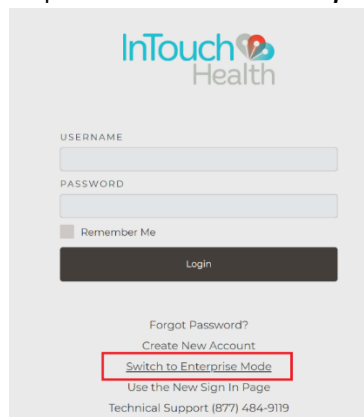 InTouch
Health
USERNAME
PASSWORD
Remember Me
Login
Forgot Password?
Create New Account
Switch to Enterprise Mode
Use the New Sign In Page
Technical Support (877) 484-9119